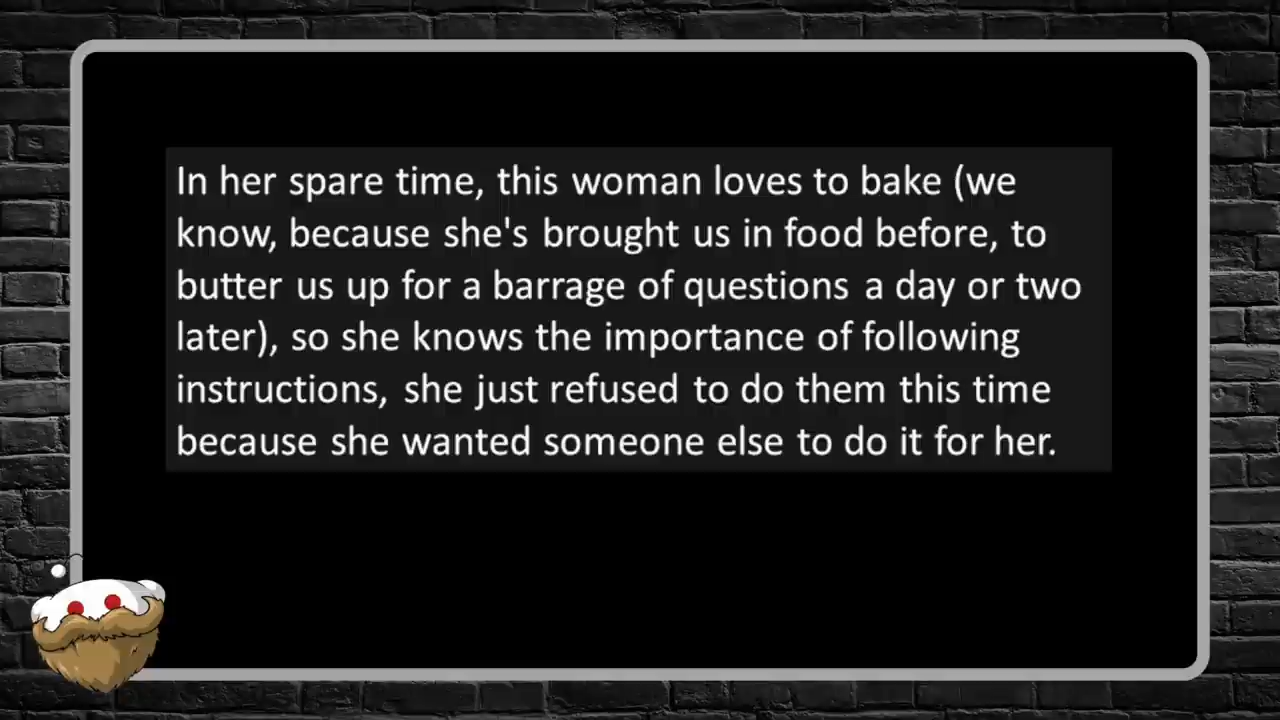 In her spare time, this woman loves to bake (we
know, because she's brought us in food before, to
butter us up for a barrage of questions a day or two
later), so she knows the importance of following
instructions, she just refused to do them this time
because she wanted someone else to do it for her.